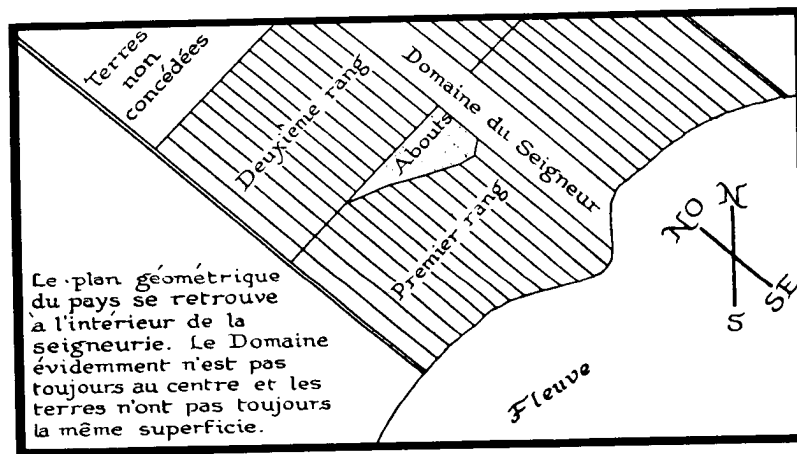 Terres
non
concédées
Deuxième rang
Domaine du Seigneur
Abouts
Premier rang
NO
N
S
SE
Fleuve
Le plan géométrique
du pays se retrouve
à l'intérieur de la
seigneurie. Le Domaine
évidemment n'est pas
toujours au centre et les
terres n'ont pas toujours
la même superficie.